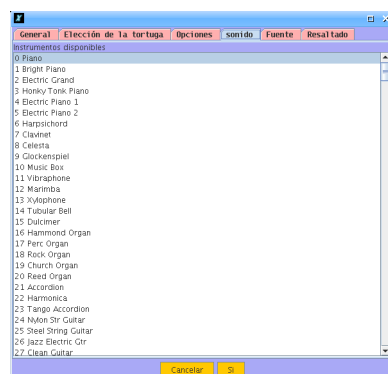 General Elección de la tortuga Opciones sonido Fuente Resaltado
Instrumentos disponibles
0 Piano
1 Bright Piano
2 Electric Grand
3 Honky Tonk Piano
4 Electric Piano 1
5 Electric Piano 2
6 Harpsichord
7 Clavinet
8 Celesta
9 Glockenspiel
10 Music Box
11 Vibraphone
12 Marimba
13 Xylophone
14 Tubular Bell
15 Dulcimer
16 Hammond Organ
17 Perc Organ
18 Rock Organ
19 Church Organ
20 Reed Organ
21 Accordion
22 Harmonica
23 Tango Accordion
24 Nylon Str Guitar
25 Steel String Guitar
26 Jazz Electric Gtr
27 Clean Guitar
Cancelar Si